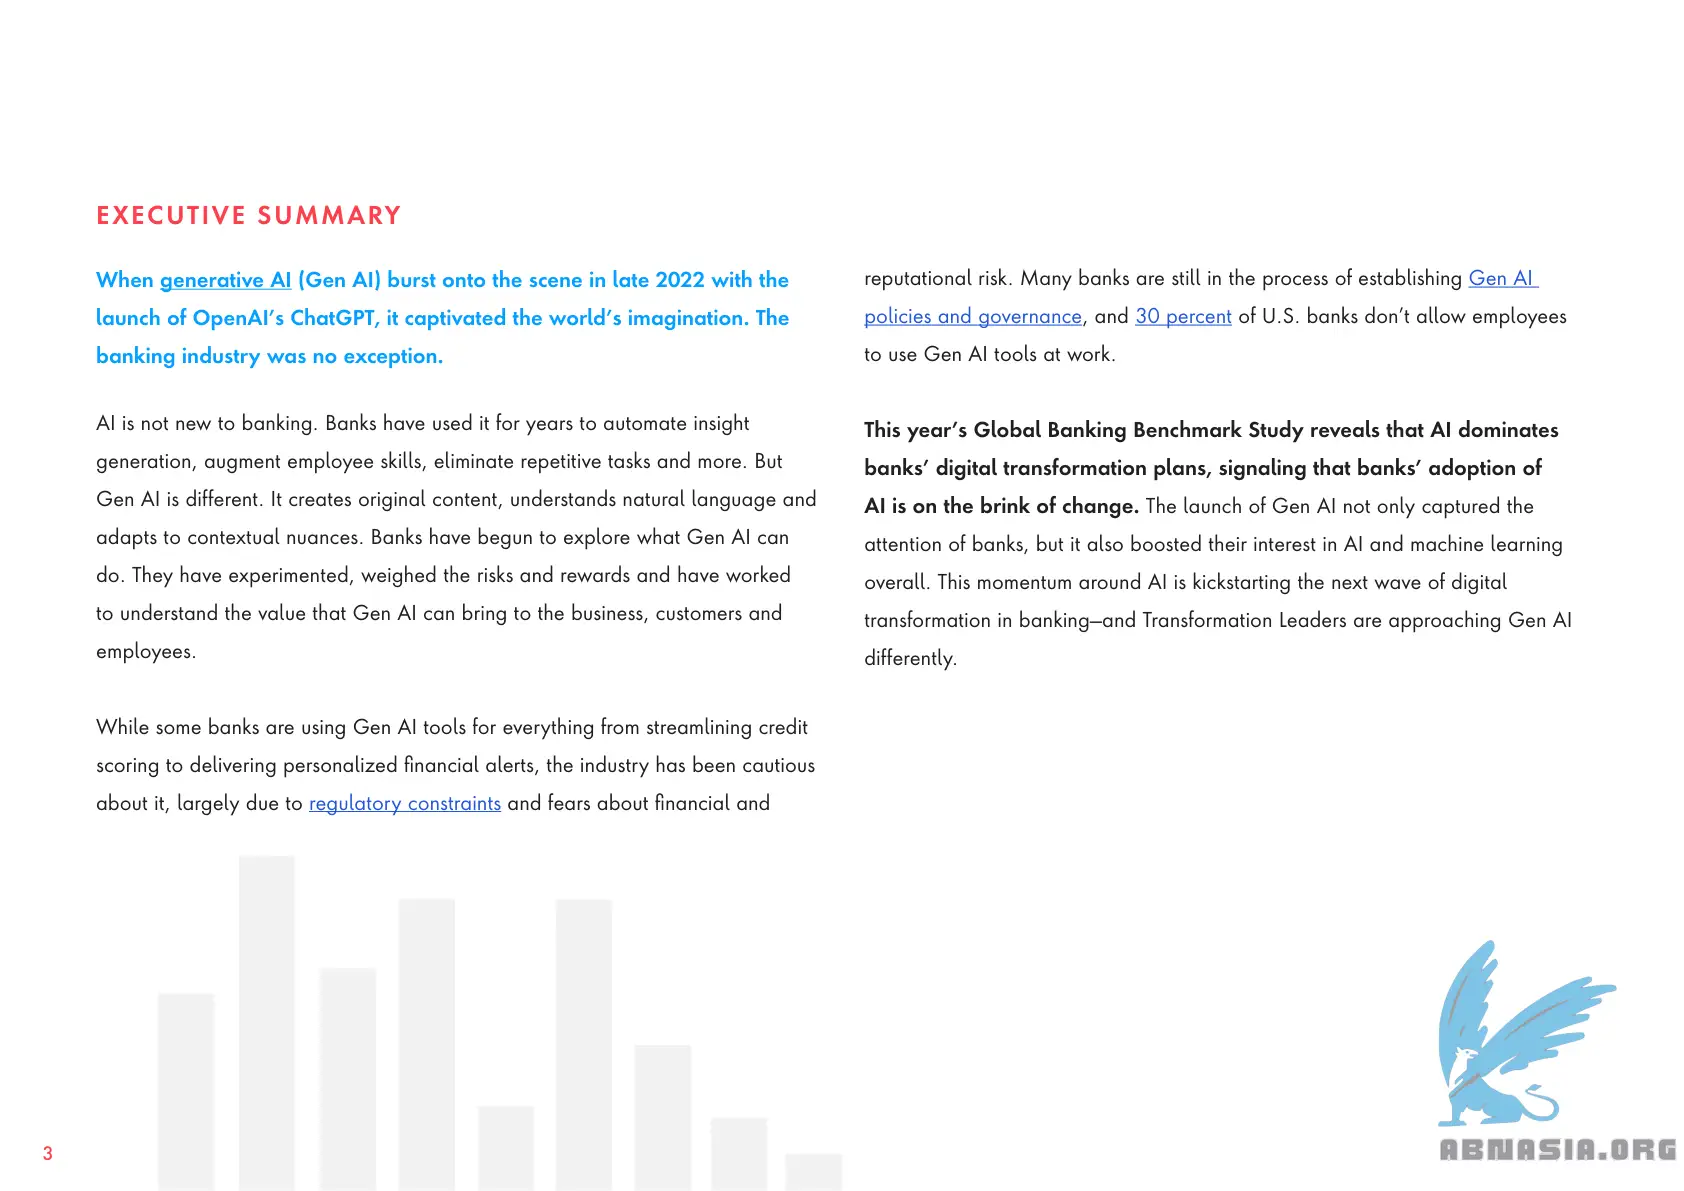 EXECUTIVE SUMMARY
When generative AI (Gen AI) burst onto the scene in late 2022 with the
launch of OpenAI’s ChatGPT, it captivated the world’s imagination. The
banking industry was no exception.
AI is not new to banking. Banks have used it for years to automate insight
generation, augment employee skills, eliminate repetitive tasks and more. But
Gen AI is different. It creates original content, understands natural language and
adapts to contextual nuances. Banks have begun to explore what Gen AI can
do. They have experimented, weighed the risks and rewards and have worked
to understand the value that Gen AI can bring to the business, customers and
employees.
While some banks are using Gen AI tools for everything from streamlining credit
scoring to delivering personalized financial alerts, the industry has been cautious
about it, largely due to regulatory constraints and fears about financial and
reputational risk. Many banks are still in the process of establishing Gen AI
policies and governance, and 30 percent of U.S. banks don’t allow employees
to use Gen AI tools at work.
This year’s Global Banking Benchmark Study reveals that AI dominates
banks’ digital transformation plans, signaling that banks’ adoption of
AI is on the brink of change. The launch of Gen AI not only captured the
attention of banks, but it also boosted their interest in AI and machine learning
overall. This momentum around AI is kickstarting the next wave of digital
transformation in banking—and Transformation Leaders are approaching Gen AI
differently.
3
ABNASIA.ORG